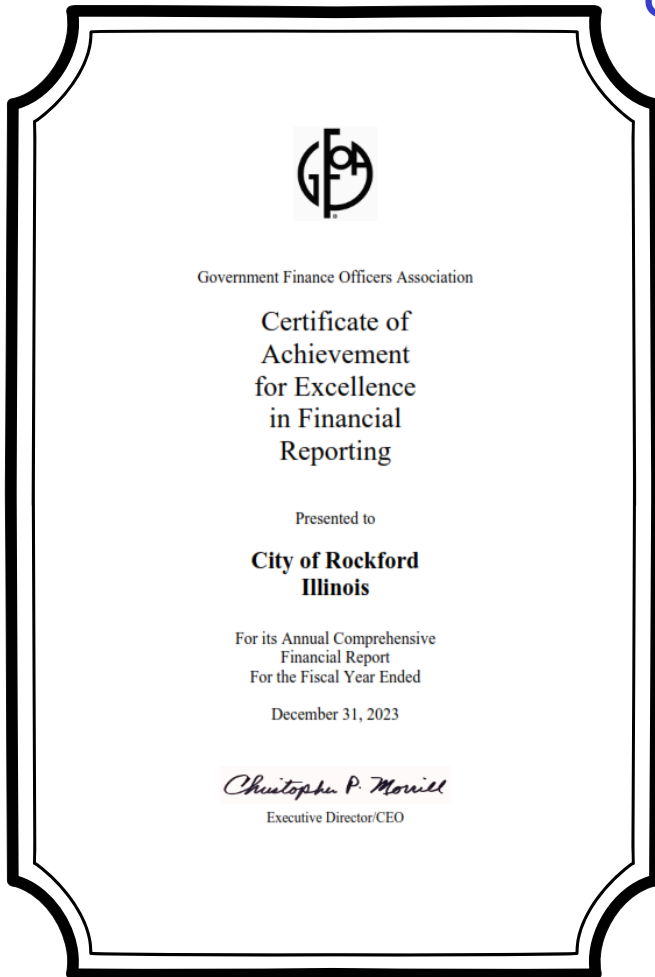 GFOA
Government Finance Officers Association
Certificate of
Achievement
for Excellence
in Financial
Reporting
Presented to
City of Rockford
Illinois
For its Annual Comprehensive
Financial Report
For the Fiscal Year Ended
December 31, 2023
Christopher P. Morrill
Executive Director/CEO